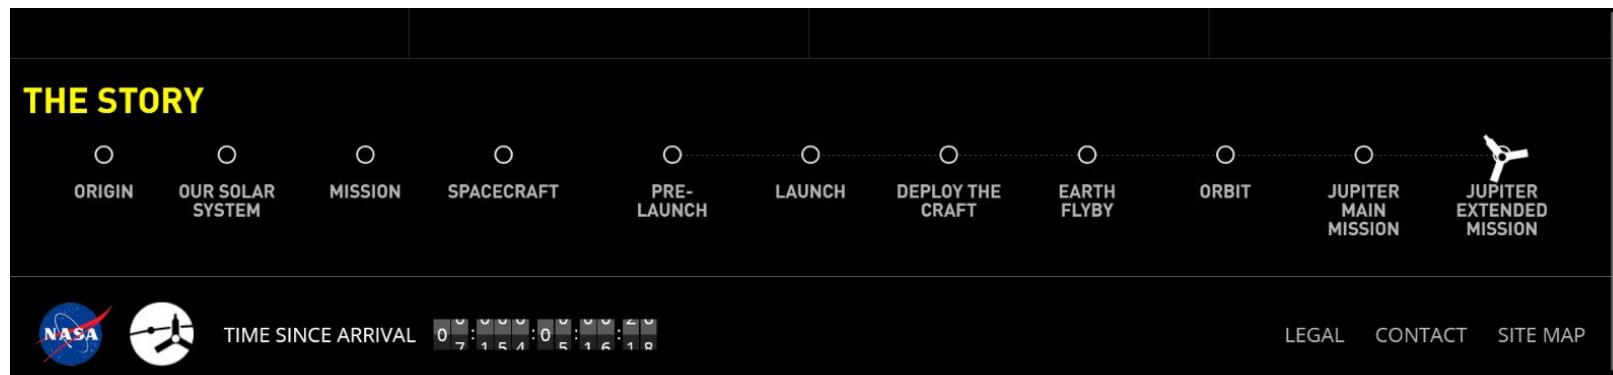 THE STORY
ORIGIN
OUR SOLAR
SYSTEM
MISSION
SPACECRAFT
PRE-
LAUNCH
LAUNCH
DEPLOY THE
CRAFT
EARTH
FLYBY
ORBIT
JUPITER
MAIN
MISSION
JUPITER
EXTENDED
MISSION
NASA
TIME SINCE ARRIVAL
LEGAL CONTACT SITE MAP